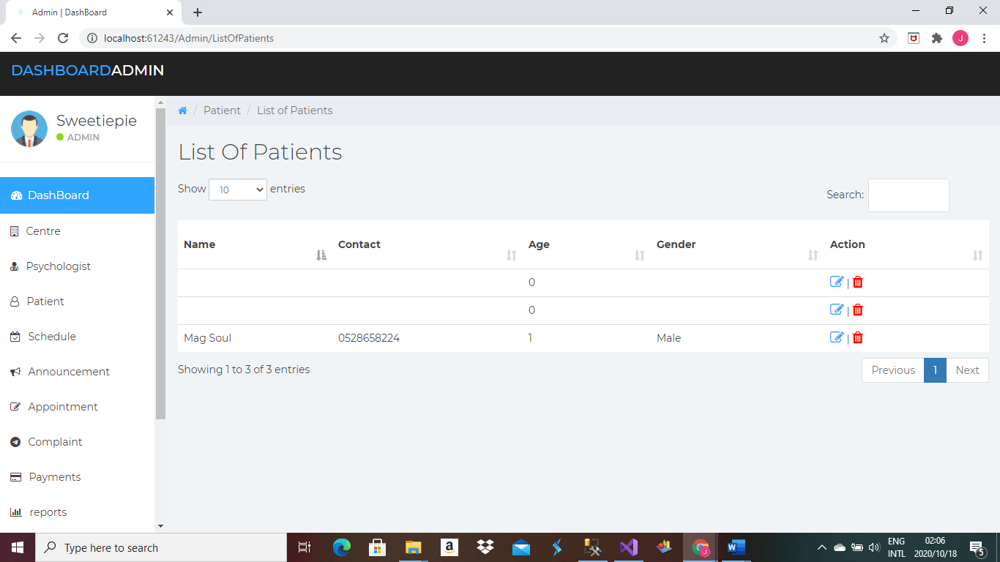 Admin | DashBoard
localhost:61243/Admin/ListOfPatients
J
DASHBOARDADMIN
Sweetiepie
ADMIN
/ Patient / List of Patients
List Of Patients
Show 10 entries
Search:
DashBoard
Centre
Psychologist
Patient
Schedule
Announcement
Appointment
Complaint
Payments
reports
Name Contact Age Gender Action
0 |
0 |
Mag Soul 0528658224 1 Male |
Showing 1 to 3 of 3 entries
Previous 1 Next
Type here to search
ENG
INTL
02:06
2020/10/18
5